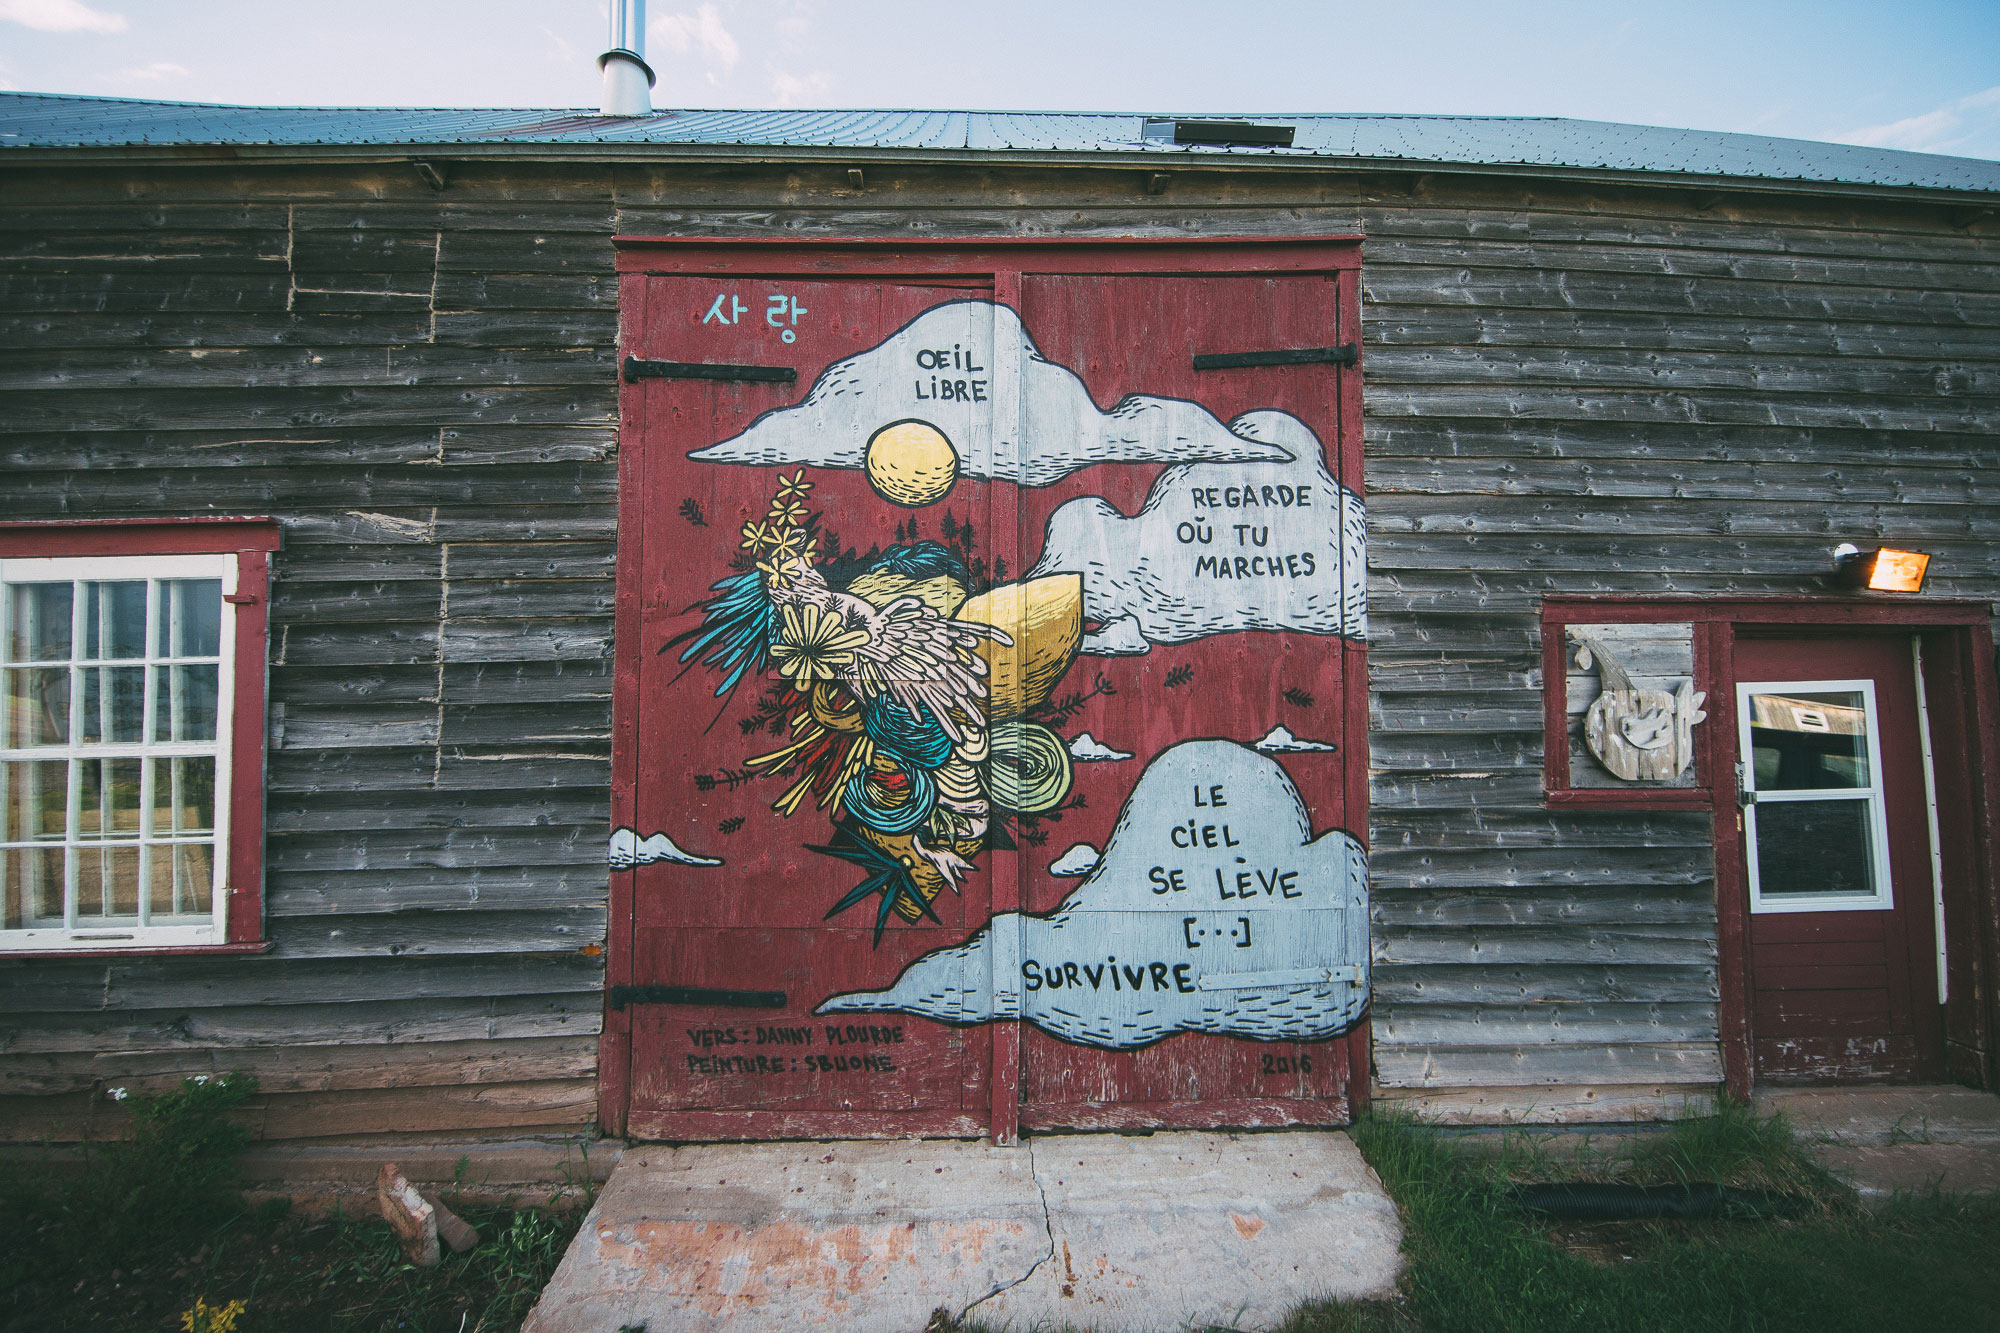 사랑
OEiL
LiBRE
REGARDE
OÙ TU
MARCHES
LE
CiEL
SE LÈVE
[...]
SURViVRE
VERS : DANNY PLOURDE
PEiNTURE : SBUONE
2016